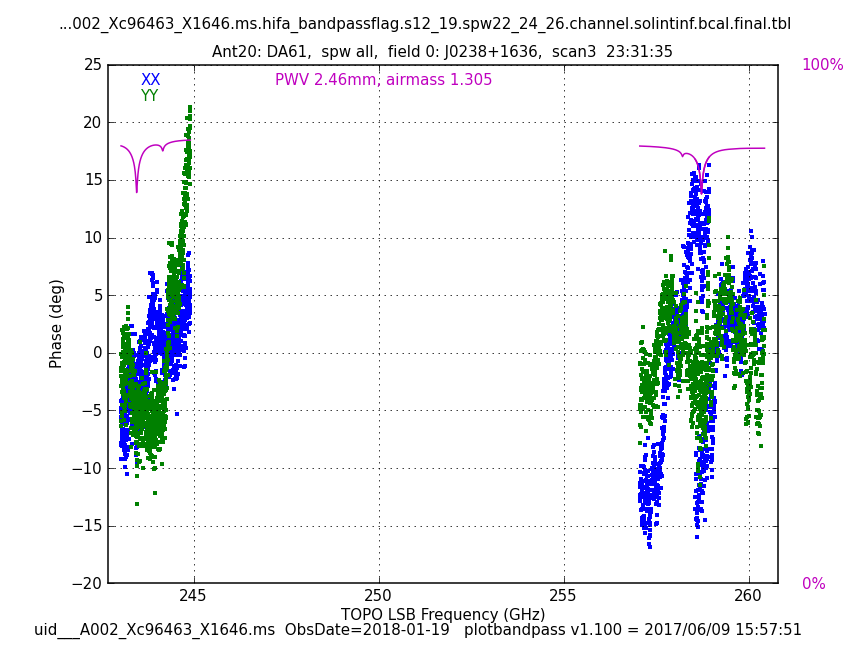 ...002_Xc96463_X1646.ms.hifa_bandpassflag.s12_19.spw22_24_26.channel.solintinf.bcal.final.tbl
Ant20: DA61,  spw all,  field 0: J0238+1636,  scan3  23:31:35
XX
YY
PWV 2.46mm, airmass 1.305
100%
0%
25
20
15
10
5
0
−5
−10
−15
−20
Phase (deg)
245
250
255
260
TOPO LSB Frequency (GHz)
uid___A002_Xc96463_X1646.ms  ObsDate=2018-01-19   plotbandpass v1.100 = 2017/06/09 15:57:51